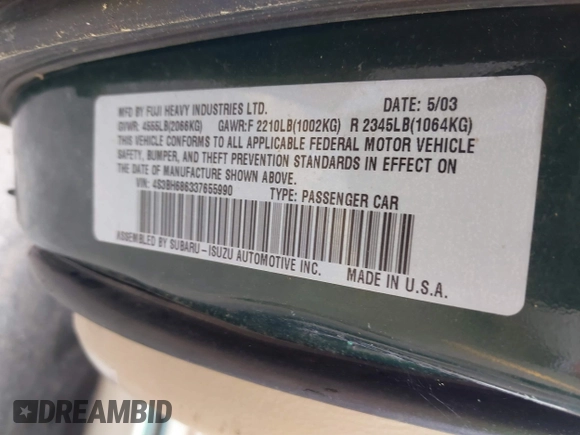 MFD BY FUJI HEAVY INDUSTRIES LTD. DATE: 5/03
GVWR: 4555LB(2066KG) GAWR:F 2210LB(1002KG) R 2345LB(1064KG)
THIS VEHICLE CONFORMS TO ALL APPLICABLE FEDERAL MOTOR VEHICLE
SAFETY, BUMPER, AND THEFT PREVENTION STANDARDS IN EFFECT ON
THE DATE OF MANUFACTURE SHOWN ABOVE.
VIN: 4S3BH686337655990 TYPE: PASSENGER CAR
ASSEMBLED BY SUBARU-ISUZU AUTOMOTIVE INC. MADE IN U.S.A.
DREAMBID